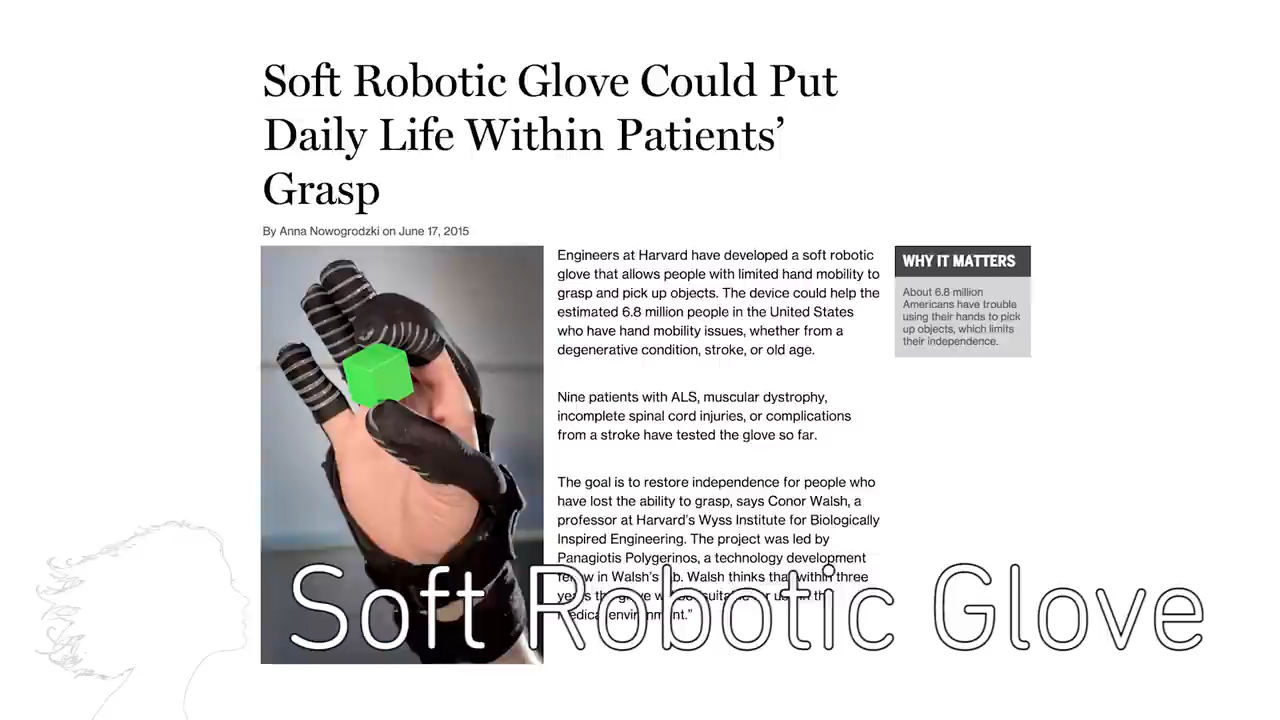 Soft Robotic Glove Could Put
Daily Life Within Patients’
Grasp
By Anna Nowogrodzki on June 17, 2015
Engineers at Harvard have developed a soft robotic
glove that allows people with limited hand mobility to
grasp and pick up objects. The device could help the
estimated 6.8 million people in the United States
who have hand mobility issues, whether from a
degenerative condition, stroke, or old age.
Nine patients with ALS, muscular dystrophy,
incomplete spinal cord injuries, or complications
from a stroke have tested the glove so far.
The goal is to restore independence for people who
have lost the ability to grasp, says Conor Walsh, a
professor at Harvard’s Wyss Institute for Biologically
Inspired Engineering. The project was led by
Panagiotis Polygerinos, a technology development
in Walsh’s Walsh thinks that within three
the
WHY IT MATTERS
About 6.8 million
Americans have trouble
using their hands to pick
up objects, which limits
their independence.
Soft Robotic Glove